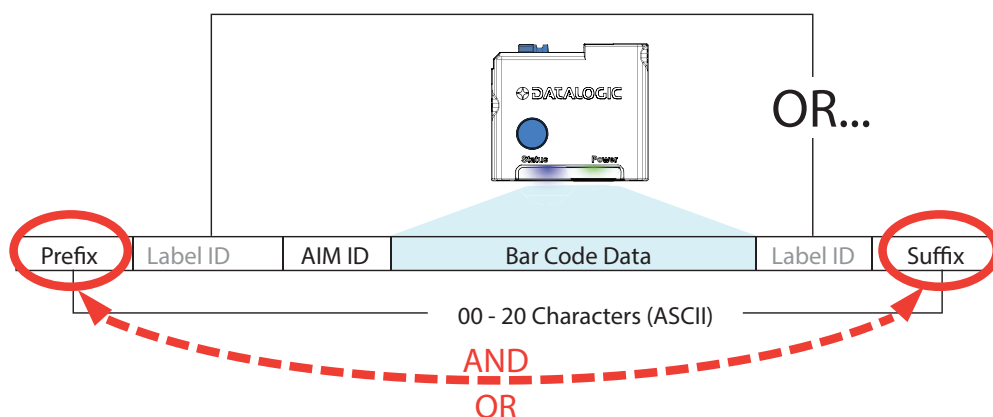 DATALOGIC
OR...
Status Power
Prefix Label ID AIM ID Bar Code Data Label ID Suffix
00 - 20 Characters (ASCII)
AND
OR